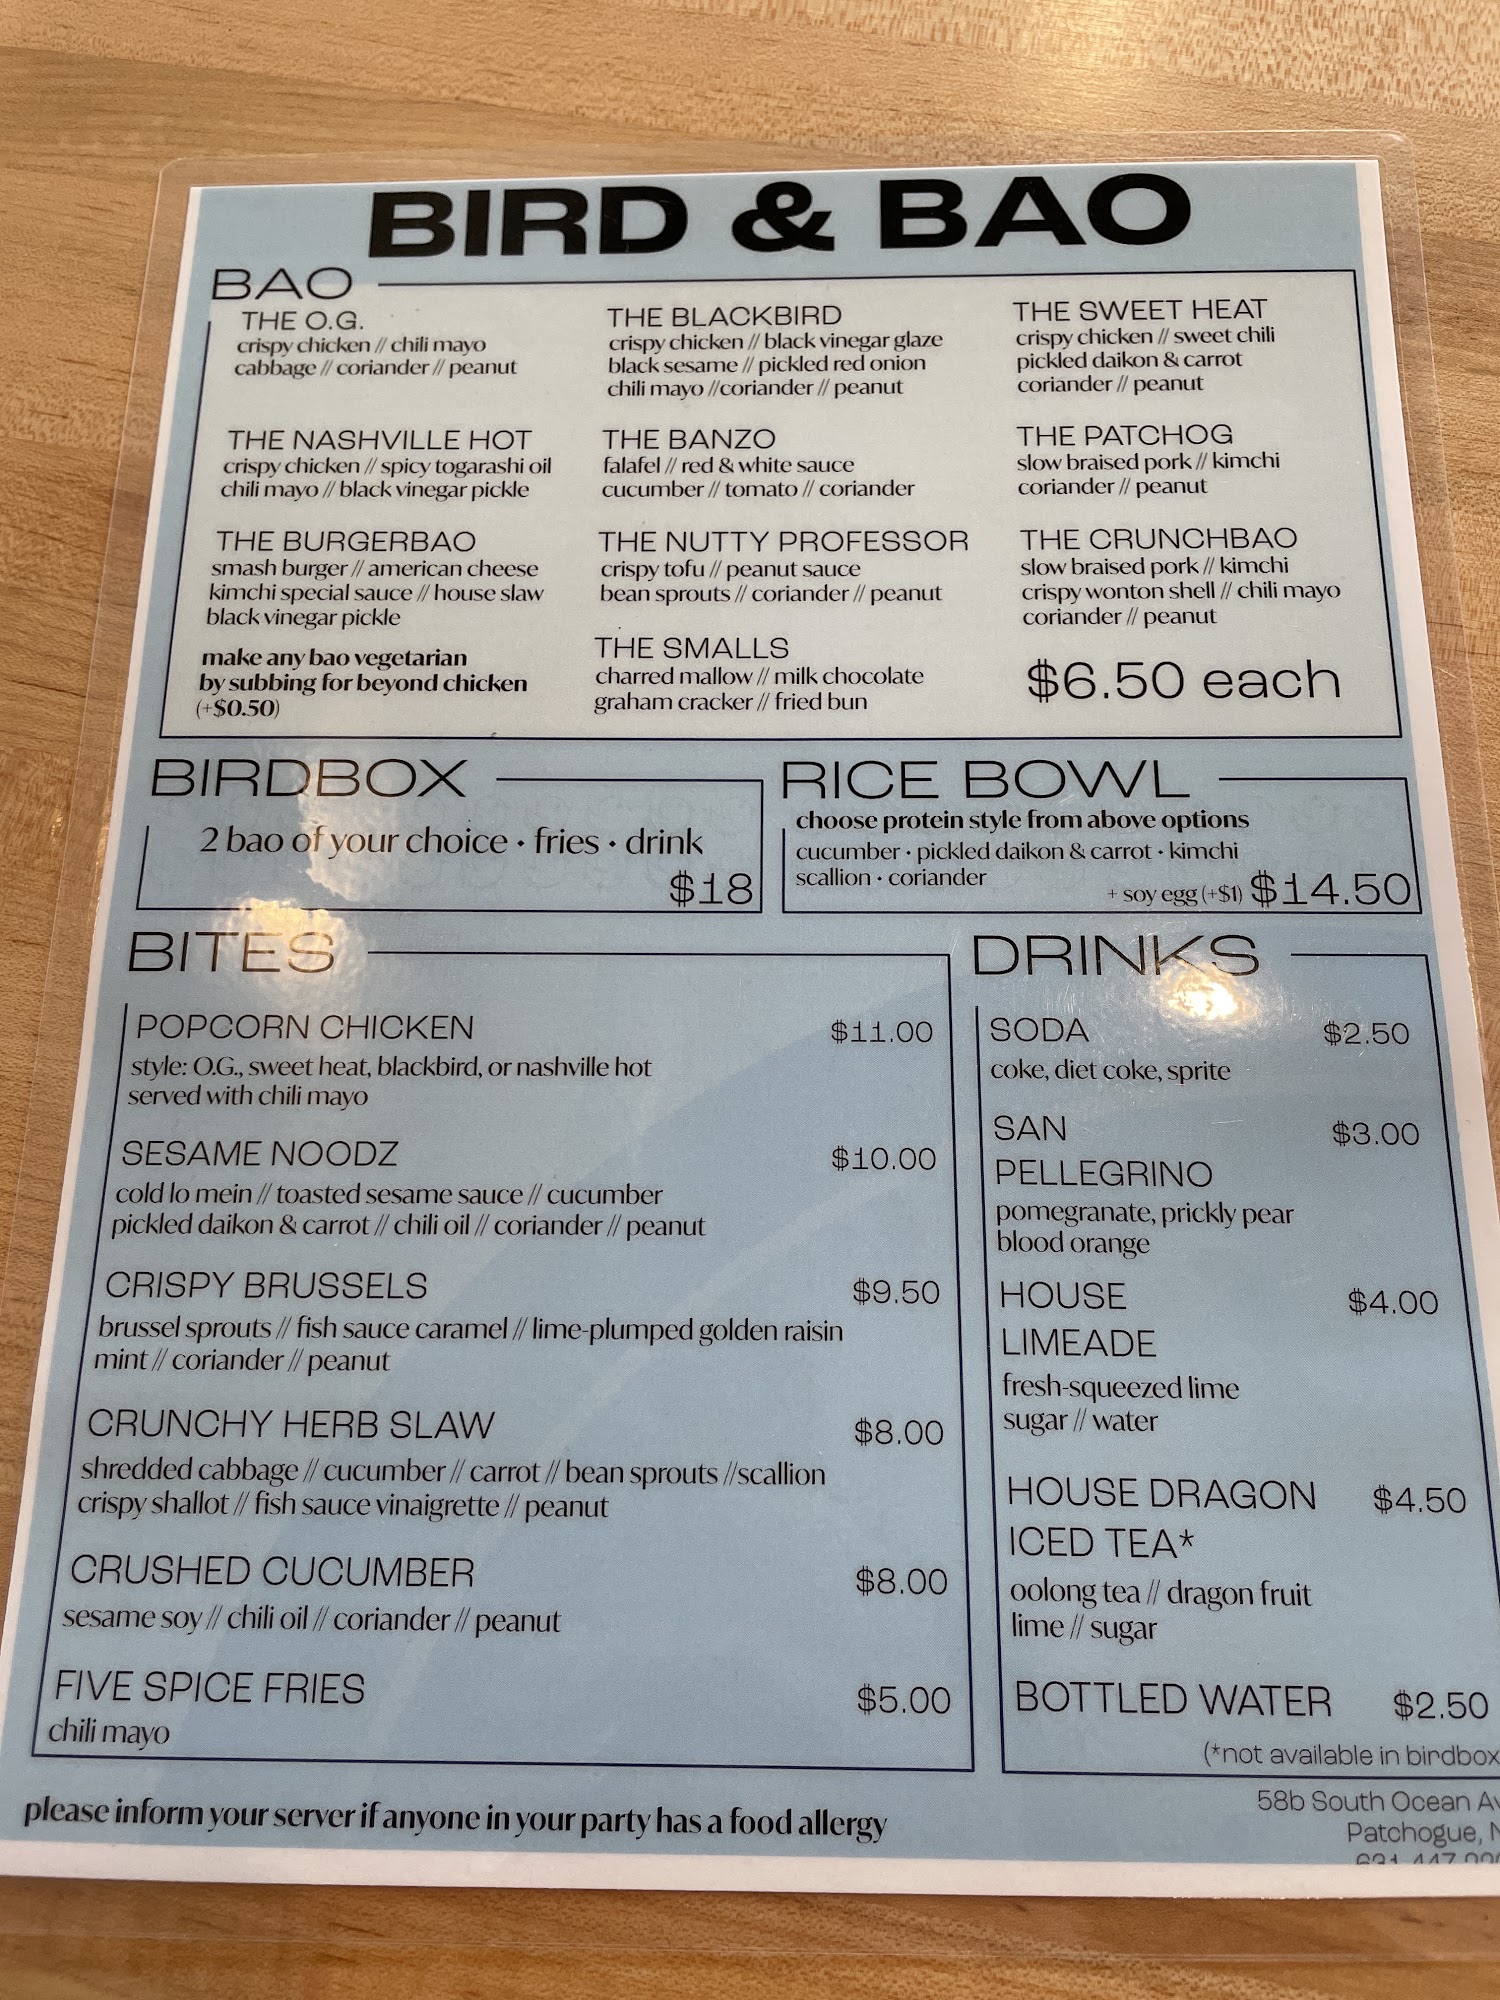 BIRD & BAO
BAO
THE O.G.
crispy chicken // chili mayo
cabbage // coriander // peanut
THE BLACKBIRD
crispy chicken // black vinegar glaze
black sesame // pickled red onion
chili mayo //coriander // peanut
THE SWEET HEAT
crispy chicken // sweet chili
pickled daikon & carrot
coriander // peanut
THE NASHVILLE HOT
crispy chicken // spicy togarashi oil
chili mayo // black vinegar pickle
THE BANZO
falafel // red & white sauce
cucumber // tomato // coriander
THE PATCHOG
slow braised pork // kimchi
coriander // peanut
THE BURGERBAO
smash burger // american cheese
kimchi special sauce // house slaw
black vinegar pickle
THE NUTTY PROFESSOR
crispy tofu // peanut sauce
bean sprouts // coriander // peanut
THE CRUNCHBAO
slow braised pork // kimchi
crispy wonton shell // chili mayo
coriander // peanut
make any bao vegetarian
by subbing for beyond chicken
(+$0.50)
THE SMALLS
charred mallow // milk chocolate
graham cracker // fried bun
$6.50 each
BIRDBOX
2 bao of your choice • fries • drink
$18
RICE BOWL
choose protein style from above options
cucumber • pickled daikon & carrot • kimchi
scallion • coriander
+ soy egg (+$1) $14.50
BITES
POPCORN CHICKEN $11.00
style: O.G., sweet heat, blackbird, or nashville hot
served with chili mayo
SESAME NOODZ $10.00
cold lo mein // toasted sesame sauce // cucumber
pickled daikon & carrot // chili oil // coriander // peanut
CRISPY BRUSSELS $9.50
brussel sprouts // fish sauce caramel // lime-plumped golden raisin
mint // coriander // peanut
CRUNCHY HERB SLAW $8.00
shredded cabbage // cucumber // carrot // bean sprouts //scallion
crispy shallot // fish sauce vinaigrette // peanut
CRUSHED CUCUMBER $8.00
sesame soy // chili oil // coriander // peanut
FIVE SPICE FRIES $5.00
chili mayo
DRINKS
SODA $2.50
coke, diet coke, sprite
SAN $3.00
PELLEGRINO
pomegranate, prickly pear
blood orange
HOUSE $4.00
LIMEADE
fresh-squeezed lime
sugar // water
HOUSE DRAGON $4.50
ICED TEA*
oolong tea // dragon fruit
lime // sugar
BOTTLED WATER $2.50
(*not available in birdbox
please inform your server if anyone in your party has a food allergy
58b South Ocean
Patchogue,